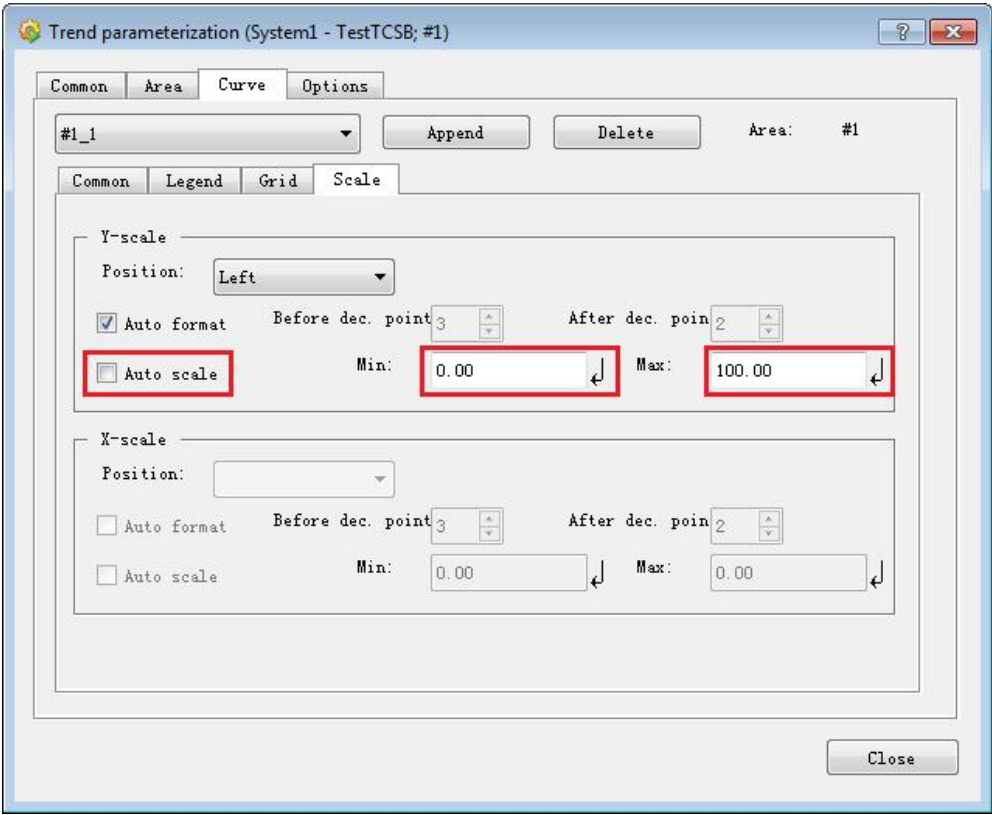 Trend parameterization (System1 - TestTCSB; #1)
Common Area Curve Options
#1_1 Append Delete Area: #1
Common Legend Grid Scale
Y-scale
Position: Left
Auto format Before dec. point 3 After dec. poin 2
Auto scale Min: 0.00 Max: 100.00
X-scale
Position:
Auto format Before dec. point 3 After dec. poin 2
Auto scale Min: 0.00 Max: 0.00
Close